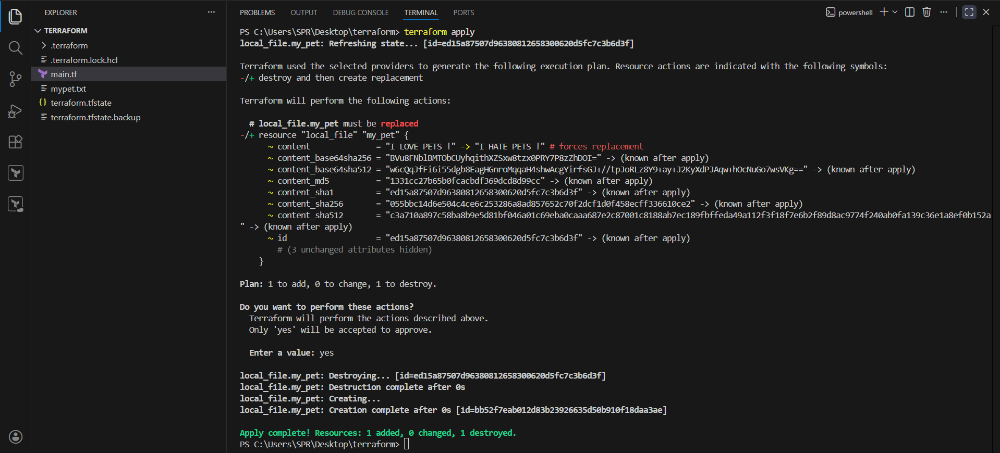 EXPLORER
TERRAFORM
.terraform
.terraform.lock.hcl
main.tf
mypet.txt
terraform.tfstate
terraform.tfstate.backup
PROBLEMS OUTPUT DEBUG CONSOLE TERMINAL PORTS
powershell
PS C:\Users\SPR\Desktop\terraform> terraform apply
local_file.my_pet: Refreshing state... [id=ed15a87507d96380812658300620d5fc7c3b6d3f]
Terraform used the selected providers to generate the following execution plan. Resource actions are indicated with the following symbols:
-/+ destroy and then create replacement
Terraform will perform the following actions:
# local_file.my_pet must be replaced
-/+ resource "local_file" "my_pet" {
~ content = "I LOVE PETS !" -> "I HATE PETS !" # forces replacement
~ content_base64sha256 = "BVu8FNblBMTObCUyhqithXZSxw8tzx0PRY7P8zZhDOI=" -> (known after apply)
~ content_base64sha512 = "w6cQqJfFi6i55dgb8EagHGnroMqqaH4shwAcgYirfsGJ+//tpJoRLz8Y9+ay+J2KyXdPJAqw+hOcNuGo7wsVKg==" -> (known after apply)
~ content_md5 = "1331cc27b65b0fcacbdf369dcd8d99cc" -> (known after apply)
~ content_sha1 = "ed15a87507d96380812658300620d5fc7c3b6d3f" -> (known after apply)
~ content_sha256 = "055bbc14d6e504c4ce6c253286a8ad857652c70f2dcf1d0f458ecff336610ce2" -> (known after apply)
~ content_sha512 = "c3a710a897c58ba8b9e5d81bf046a01c69eba0caaa687e2c87001c8188ab7ec189fbffeda49a112f3f18f7e6b2f89d8ac9774f240ab0fa139c36e1a8ef0b152a
" -> (known after apply)
~ id = "ed15a87507d96380812658300620d5fc7c3b6d3f" -> (known after apply)
# (3 unchanged attributes hidden)
}
Plan: 1 to add, 0 to change, 1 to destroy.
Do you want to perform these actions?
Terraform will perform the actions described above.
Only 'yes' will be accepted to approve.
Enter a value: yes
local_file.my_pet: Destroying... [id=ed15a87507d96380812658300620d5fc7c3b6d3f]
local_file.my_pet: Destruction complete after 0s
local_file.my_pet: Creating...
local_file.my_pet: Creation complete after 0s [id=bb52f7eab012d83b23926635d50b910f18daa3ae]
Apply complete! Resources: 1 added, 0 changed, 1 destroyed.
PS C:\Users\SPR\Desktop\terraform>